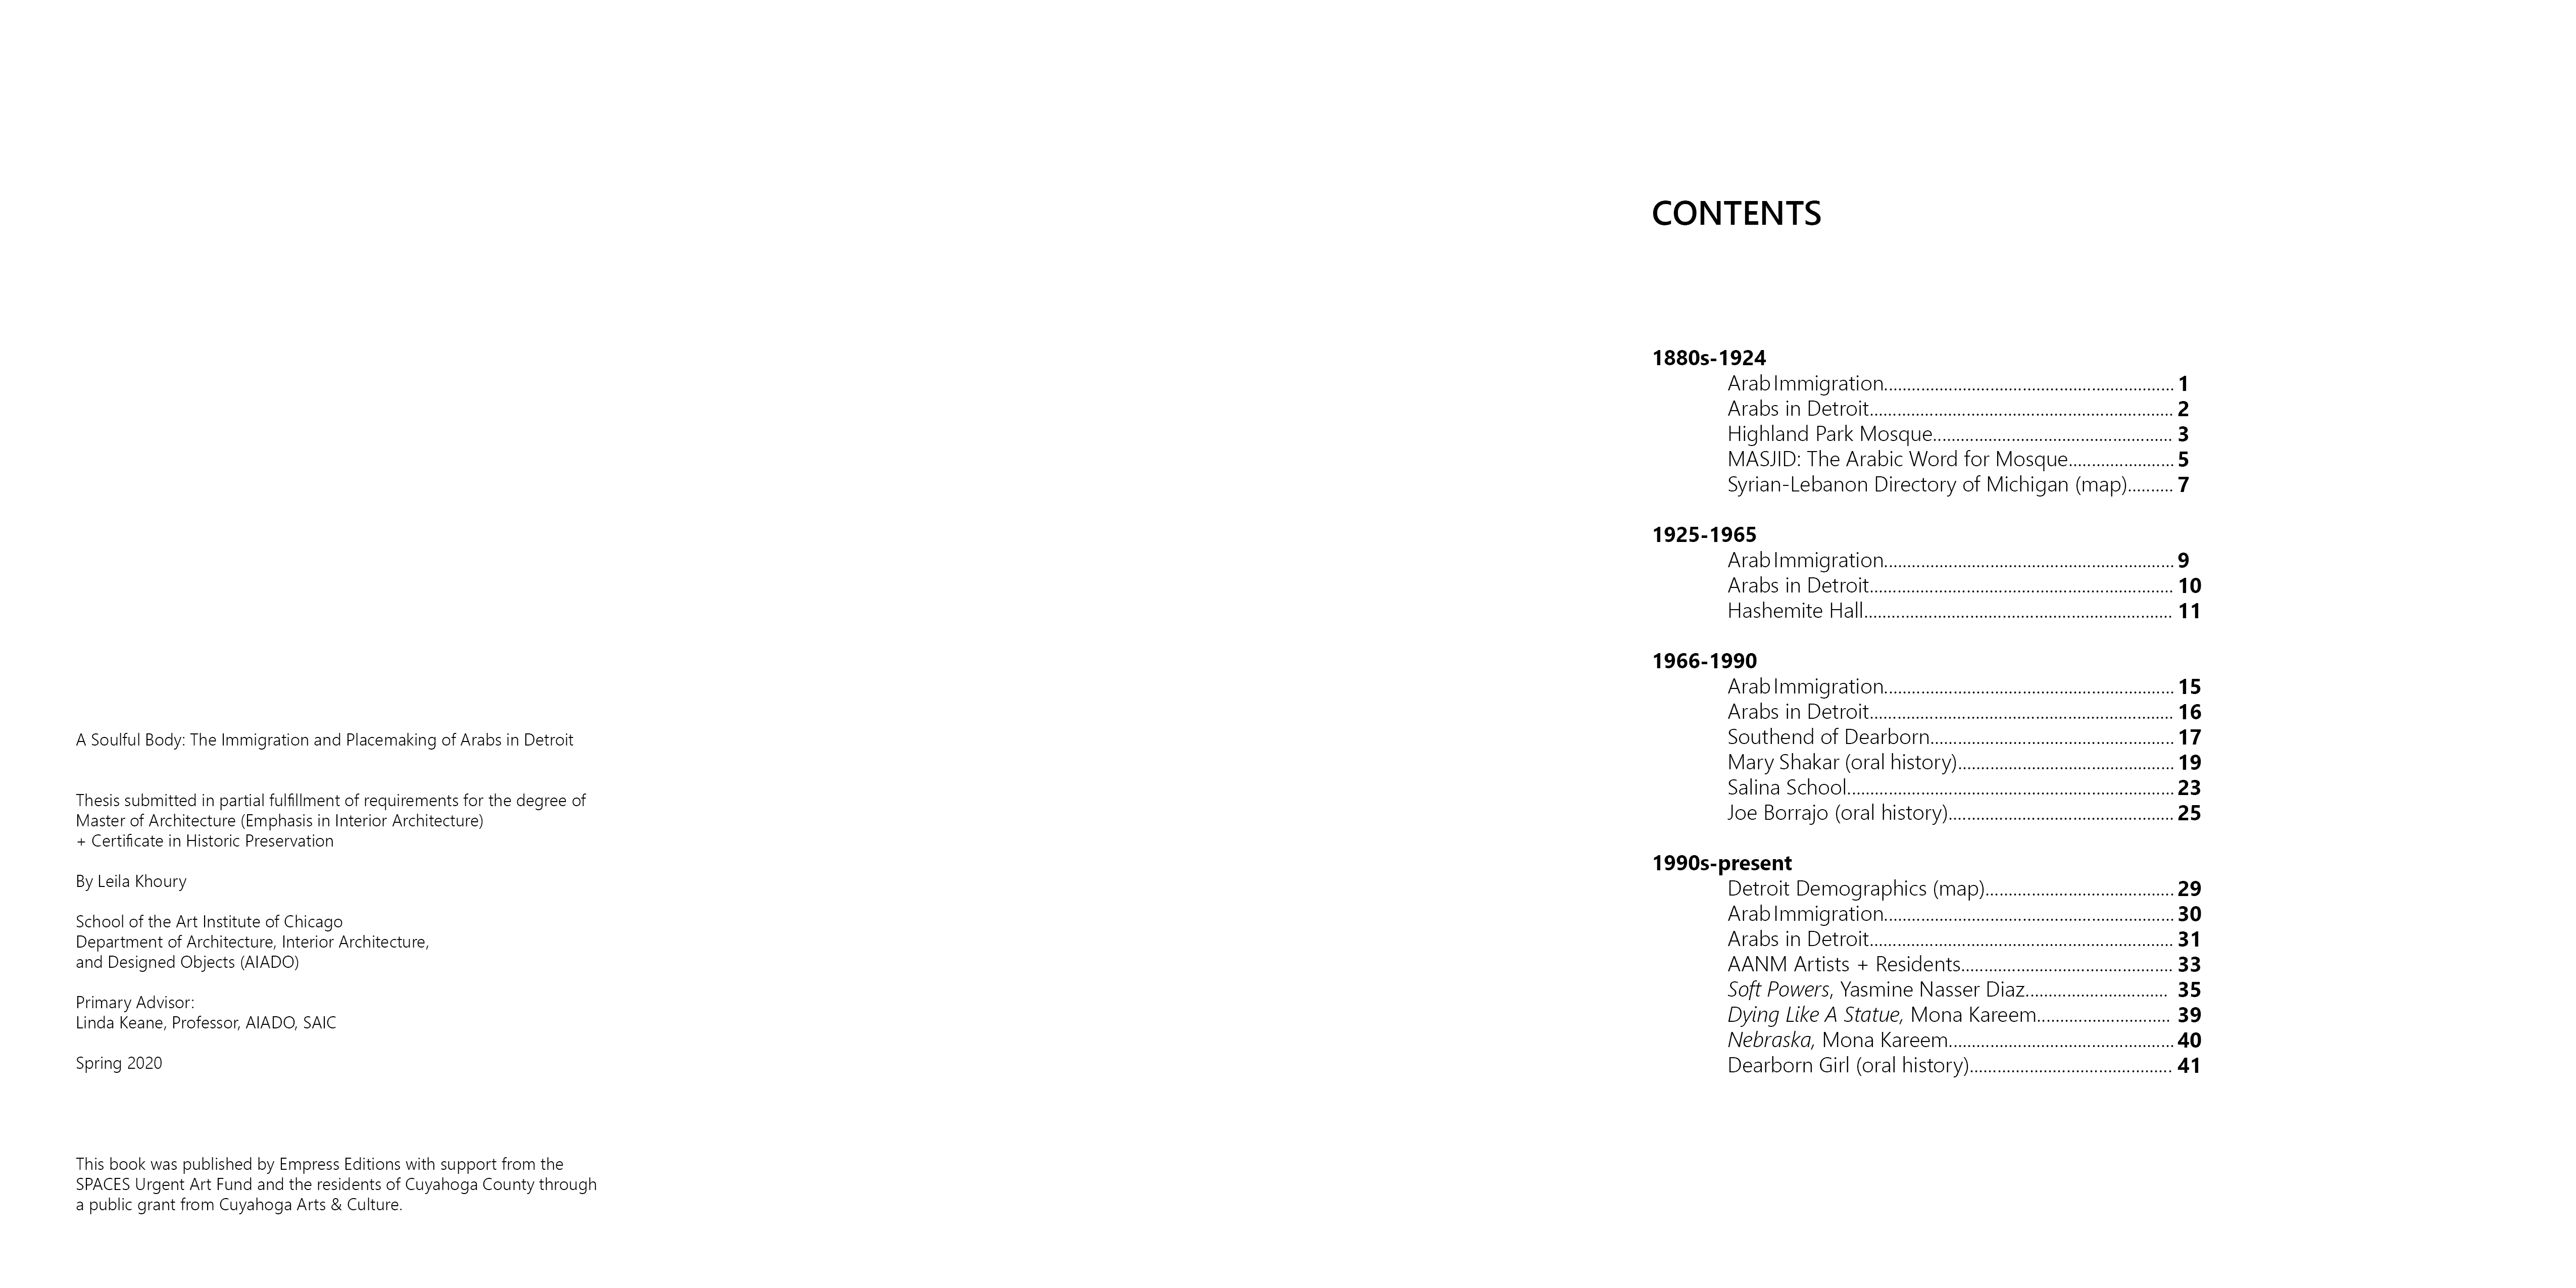 A Soulful Body: The Immigration and Placemaking of Arabs in Detroit
Thesis submitted in partial fulfillment of requirements for the degree of
Master of Architecture (Emphasis in Interior Architecture)
+ Certificate in Historic Preservation
By Leila Khoury
School of the Art Institute of Chicago
Department of Architecture, Interior Architecture,
and Designed Objects (AIADO)
Primary Advisor:
Linda Keane, Professor, AIADO, SAIC
Spring 2020
This book was published by Empress Editions with support from the
SPACES Urgent Art Fund and the residents of Cuyahoga County through
a public grant from Cuyahoga Arts & Culture.
CONTENTS
1880s-1924
Arab Immigration............................................................... 1
Arabs in Detroit.................................................................. 2
Highland Park Mosque.................................................... 3
MASJID: The Arabic Word for Mosque....................... 5
Syrian-Lebanon Directory of Michigan (map).......... 7
1925-1965
Arab Immigration............................................................... 9
Arabs in Detroit.................................................................. 10
Hashemite Hall................................................................... 11
1966-1990
Arab Immigration............................................................... 15
Arabs in Detroit.................................................................. 16
Southend of Dearborn..................................................... 17
Mary Shakar (oral history)............................................... 19
Salina School....................................................................... 23
Joe Borrajo (oral history)................................................. 25
1990s-present
Detroit Demographics (map)......................................... 29
Arab Immigration............................................................... 30
Arabs in Detroit.................................................................. 31
AANM Artists + Residents.............................................. 33
Soft Powers, Yasmine Nasser Diaz............................... 35
Dying Like A Statue, Mona Kareem............................. 39
Nebraska, Mona Kareem................................................. 40
Dearborn Girl (oral history)............................................ 41